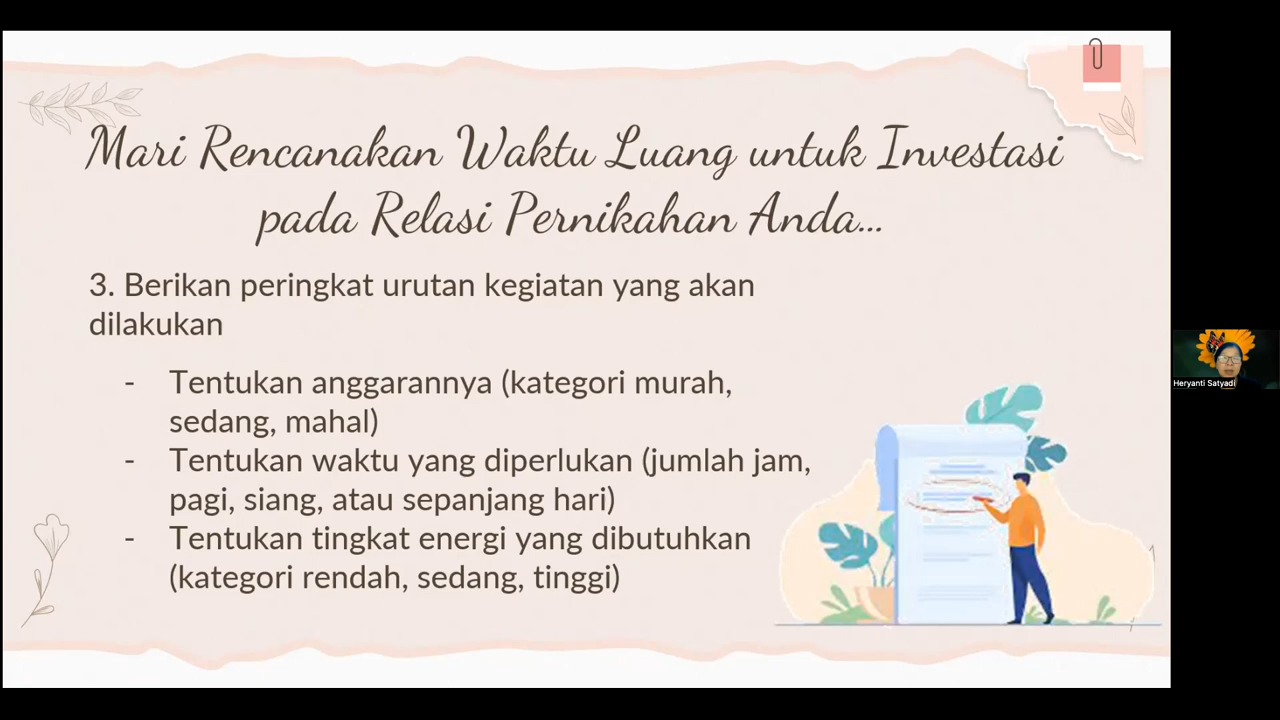 Mari Rencanakan Waktu Luang untuk Investasi
pada Relasi Pernikahan Anda...
3. Berikan peringkat urutan kegiatan yang akan
dilakukan
- Tentukan anggarannya (kategori murah,
sedang, mahal)
- Tentukan waktu yang diperlukan (jumlah jam,
pagi, siang, atau sepanjang hari)
- Tentukan tingkat energi yang dibutuhkan
(kategori rendah, sedang, tinggi)
Heryanti Satyadi